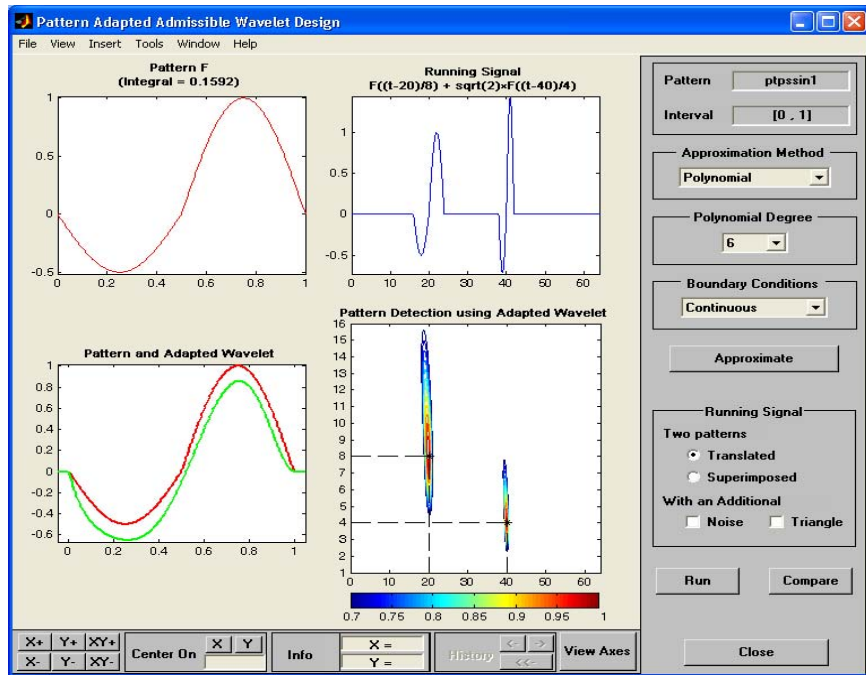 Pattern Adapted Admissible Wavelet Design
File View Insert Tools Window Help
Pattern F
(Integral = 0.1592)
1
0.5
0
-0.5
0 0.2 0.4 0.6 0.8 1
Running Signal
F((t-20)/8) + sqrt(2)×F((t-40)/4)
1
0.5
0
-0.5
0 10 20 30 40 50 60
Pattern and Adapted Wavelet
1
0.8
0.6
0.4
0.2
0
-0.2
-0.4
-0.6
0 0.2 0.4 0.6 0.8 1
Pattern Detection using Adapted Wavelet
16
15
14
13
12
11
10
9
8
7
6
5
4
3
2
1
0 10 20 30 40 50 60
0.7 0.75 0.8 0.85 0.9 0.95 1
Pattern ptpssin1
Interval [0 , 1]
Approximation Method
Polynomial
Polynomial Degree
6
Boundary Conditions
Continuous
Approximate
Running Signal
Two patterns
Translated
Superimposed
With an Additional
Noise Triangle
Run Compare
Close
X+ Y+ XY+
X- Y- XY-
Center On X Y
Info X =
Y =
History <- ->
<<-
View Axes